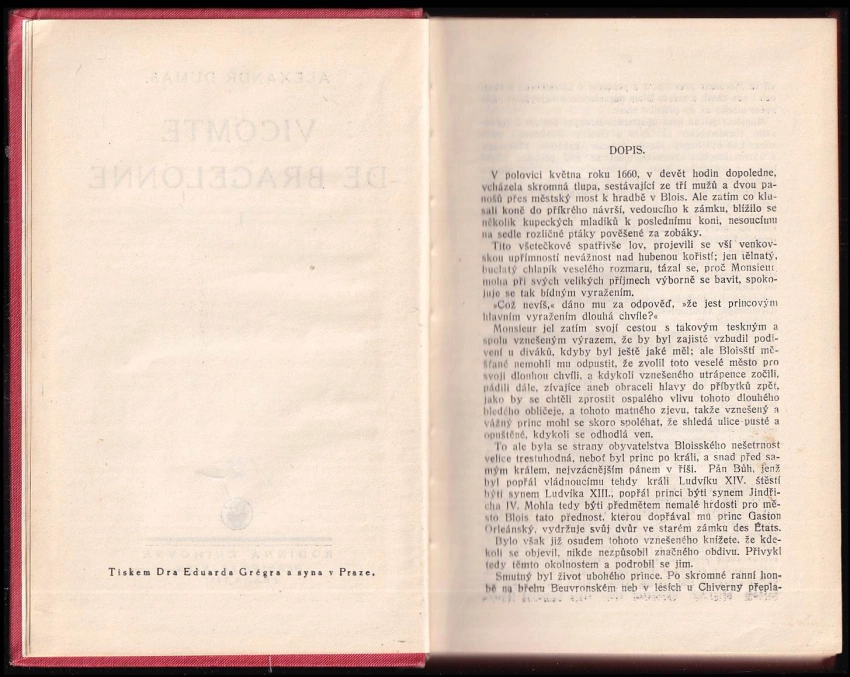 Tiskem Dra Eduarda Grégra a syna v Praze.
DOPIS.
V polovici května roku 1660, v devět hodin dopoledne,
vcházela skromná tlupa, sestávající ze tří mužů a dvou pa-
nošů přes městský most k hradbě v Blois. Ale zatím co klu-
sali koně do příkrého návrší, vedoucího k zámku, blížilo se
několik kupeckých mladíků k poslednímu koni, nesoucímu
na sedle rozličné ptáky pověšené za zobáky.
Tito všetečkové spatřivše lov, projevili se vší venkov-
skou upřímností nevážnost nad hubenou kořistí; jen tělnatý,
buclatý chlapík veselého rozmaru, tázal se, proč Monsieur
moha při svých velikých příjmech výborně se bavit, spoko-
juje se tak bídným vyražením.
»Což nevíš,« dáno mu za odpověď, »že jest princovým
hlavním vyražením dlouhá chvíle?«
Monsieur jel zatím svojí cestou s takovým teskným a
spolu vznešeným výrazem, že by byl zajisté vzbudil podi-
vení u diváků, kdyby byl ještě jaké měl; ale Bloisští mě-
šťané nemohli mu odpustit, že zvolil toto veselé město pro
svoji dlouhou chvíli, a kdykoli vznešeného utrápence zočili,
pádili dále, zívajíce aneb obraceli hlavy do příbytků zpět,
jako by se chtěli zprostit ospalého vlivu tohoto dlouhého
bledého obličeje, a tohoto matného zjevu, takže vznešený a
vážný princ mohl se skoro spoléhat, že shledá ulice pusté a
opuštěné, kdykoli se odhodlá ven.
To ale byla se strany obyvatelstva Bloisského nešetrnost
velice trestuhodná, neboť byl princ po králi, a snad před sa-
mým králem, nejvzácnějším pánem v říši. Pán Bůh, jenž
byl popřál vládnoucímu tehdy králi Ludvíku XIV. štěstí
býti synem Ludvíka XIII., popřál princi býti synem Jindři-
cha IV. Mohla tedy býti předmětem nemalé hrdosti pro mě-
sto Blois tato přednost, kterou dopřával mu princ Gaston
Orleánský, vydržuje svůj dvůr ve starém zámku des États.
Bylo však již osudem tohoto vznešeného knížete, že kde-
koli se objevil, nikde nezpůsobil značného obdivu. Přivykl
tedy těmto okolnostem a podrobil se jim.
Smutný byl život ubohého prince. Po skromné ranní hon-
bě na břehu Beuvronském neb v lesích u Chiverny přepla-